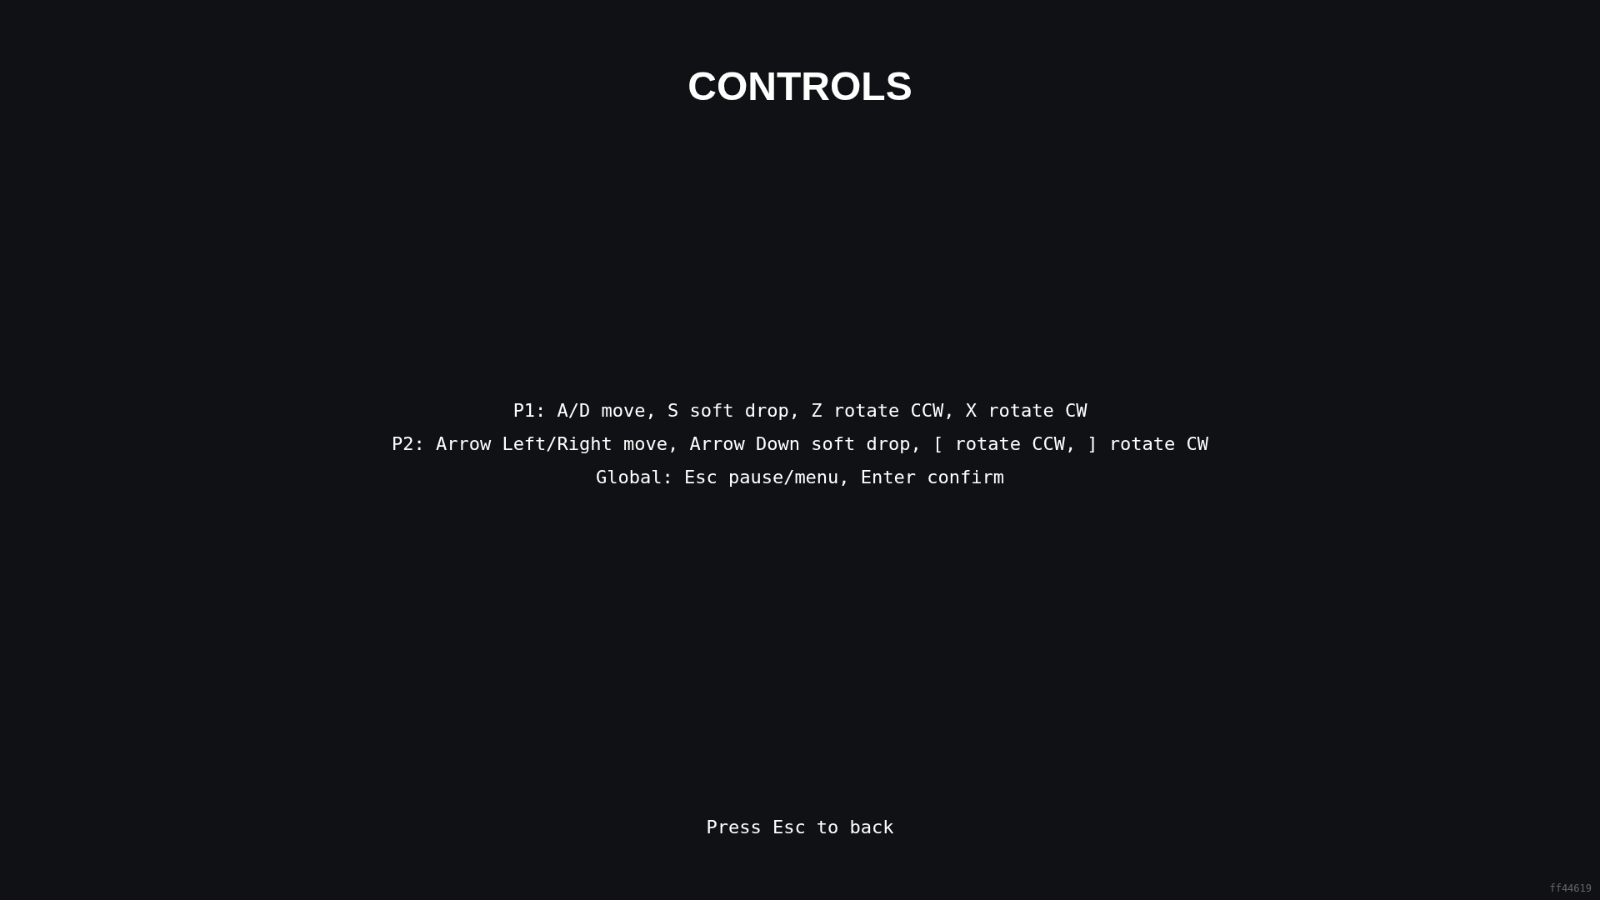 CONTROLS
P1: A/D move, S soft drop, Z rotate CCW, X rotate CW
P2: Arrow Left/Right move, Arrow Down soft drop, [ rotate CCW, ] rotate CW
Global: Esc pause/menu, Enter confirm
Press Esc to back
ff44619